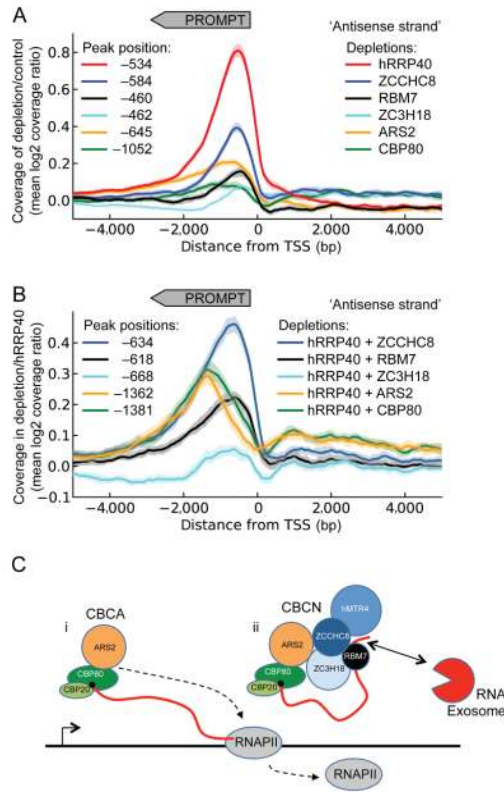 A
PROMPT
'Antisense strand'
Peak position:
−534
−584
−460
−462
−645
−1052
Depletions:
hRRP40
ZCCHC8
RBM7
ZC3H18
ARS2
CBP80
Coverage of depletion/control
(mean log2 coverage ratio)
0.8
0.6
0.4
0.2
0.0
−4,000 −2,000 0 2,000 4,000
Distance from TSS (bp)
B
PROMPT
'Antisense strand'
Peak positions:
−634
−618
−668
−1362
−1381
Depletions:
hRRP40 + ZCCHC8
hRRP40 + RBM7
hRRP40 + ZC3H18
hRRP40 + ARS2
hRRP40 + CBP80
Coverage in depletion/hRRP40
(mean log2 coverage ratio)
0.5
0.4
0.3
0.2
0.1
0.0
−0.1
−4,000 −2,000 0 2,000 4,000
Distance from TSS (bp)
C
i
CBCA
ARS2
CBP80
CBP20
ii
CBCN
hMTR4
ARS2
ZCCHC8
RBM7
CBP80
ZC3H18
CBP20
RNA
Exosome
RNAPII
RNAPII